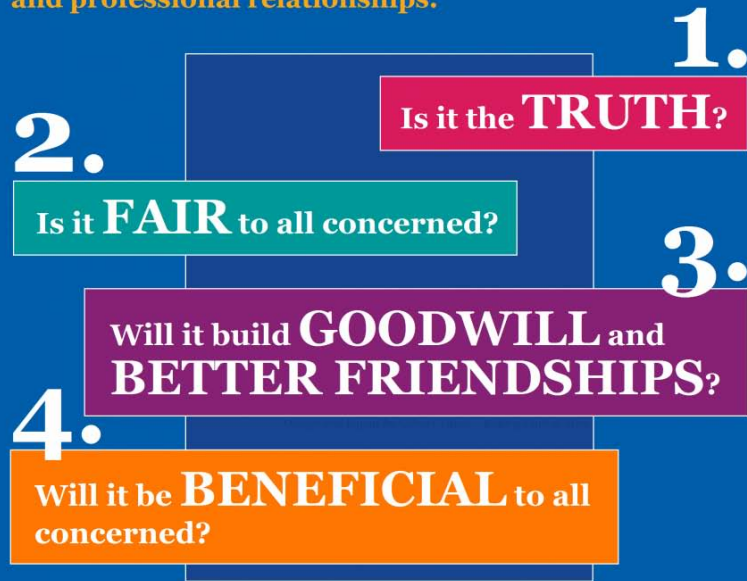 and professional relationships.
1.
Is it the TRUTH?
2.
Is it FAIR to all concerned?
3.
Will it build GOODWILL and
BETTER FRIENDSHIPS?
4.
Will it be BENEFICIAL to all
concerned?